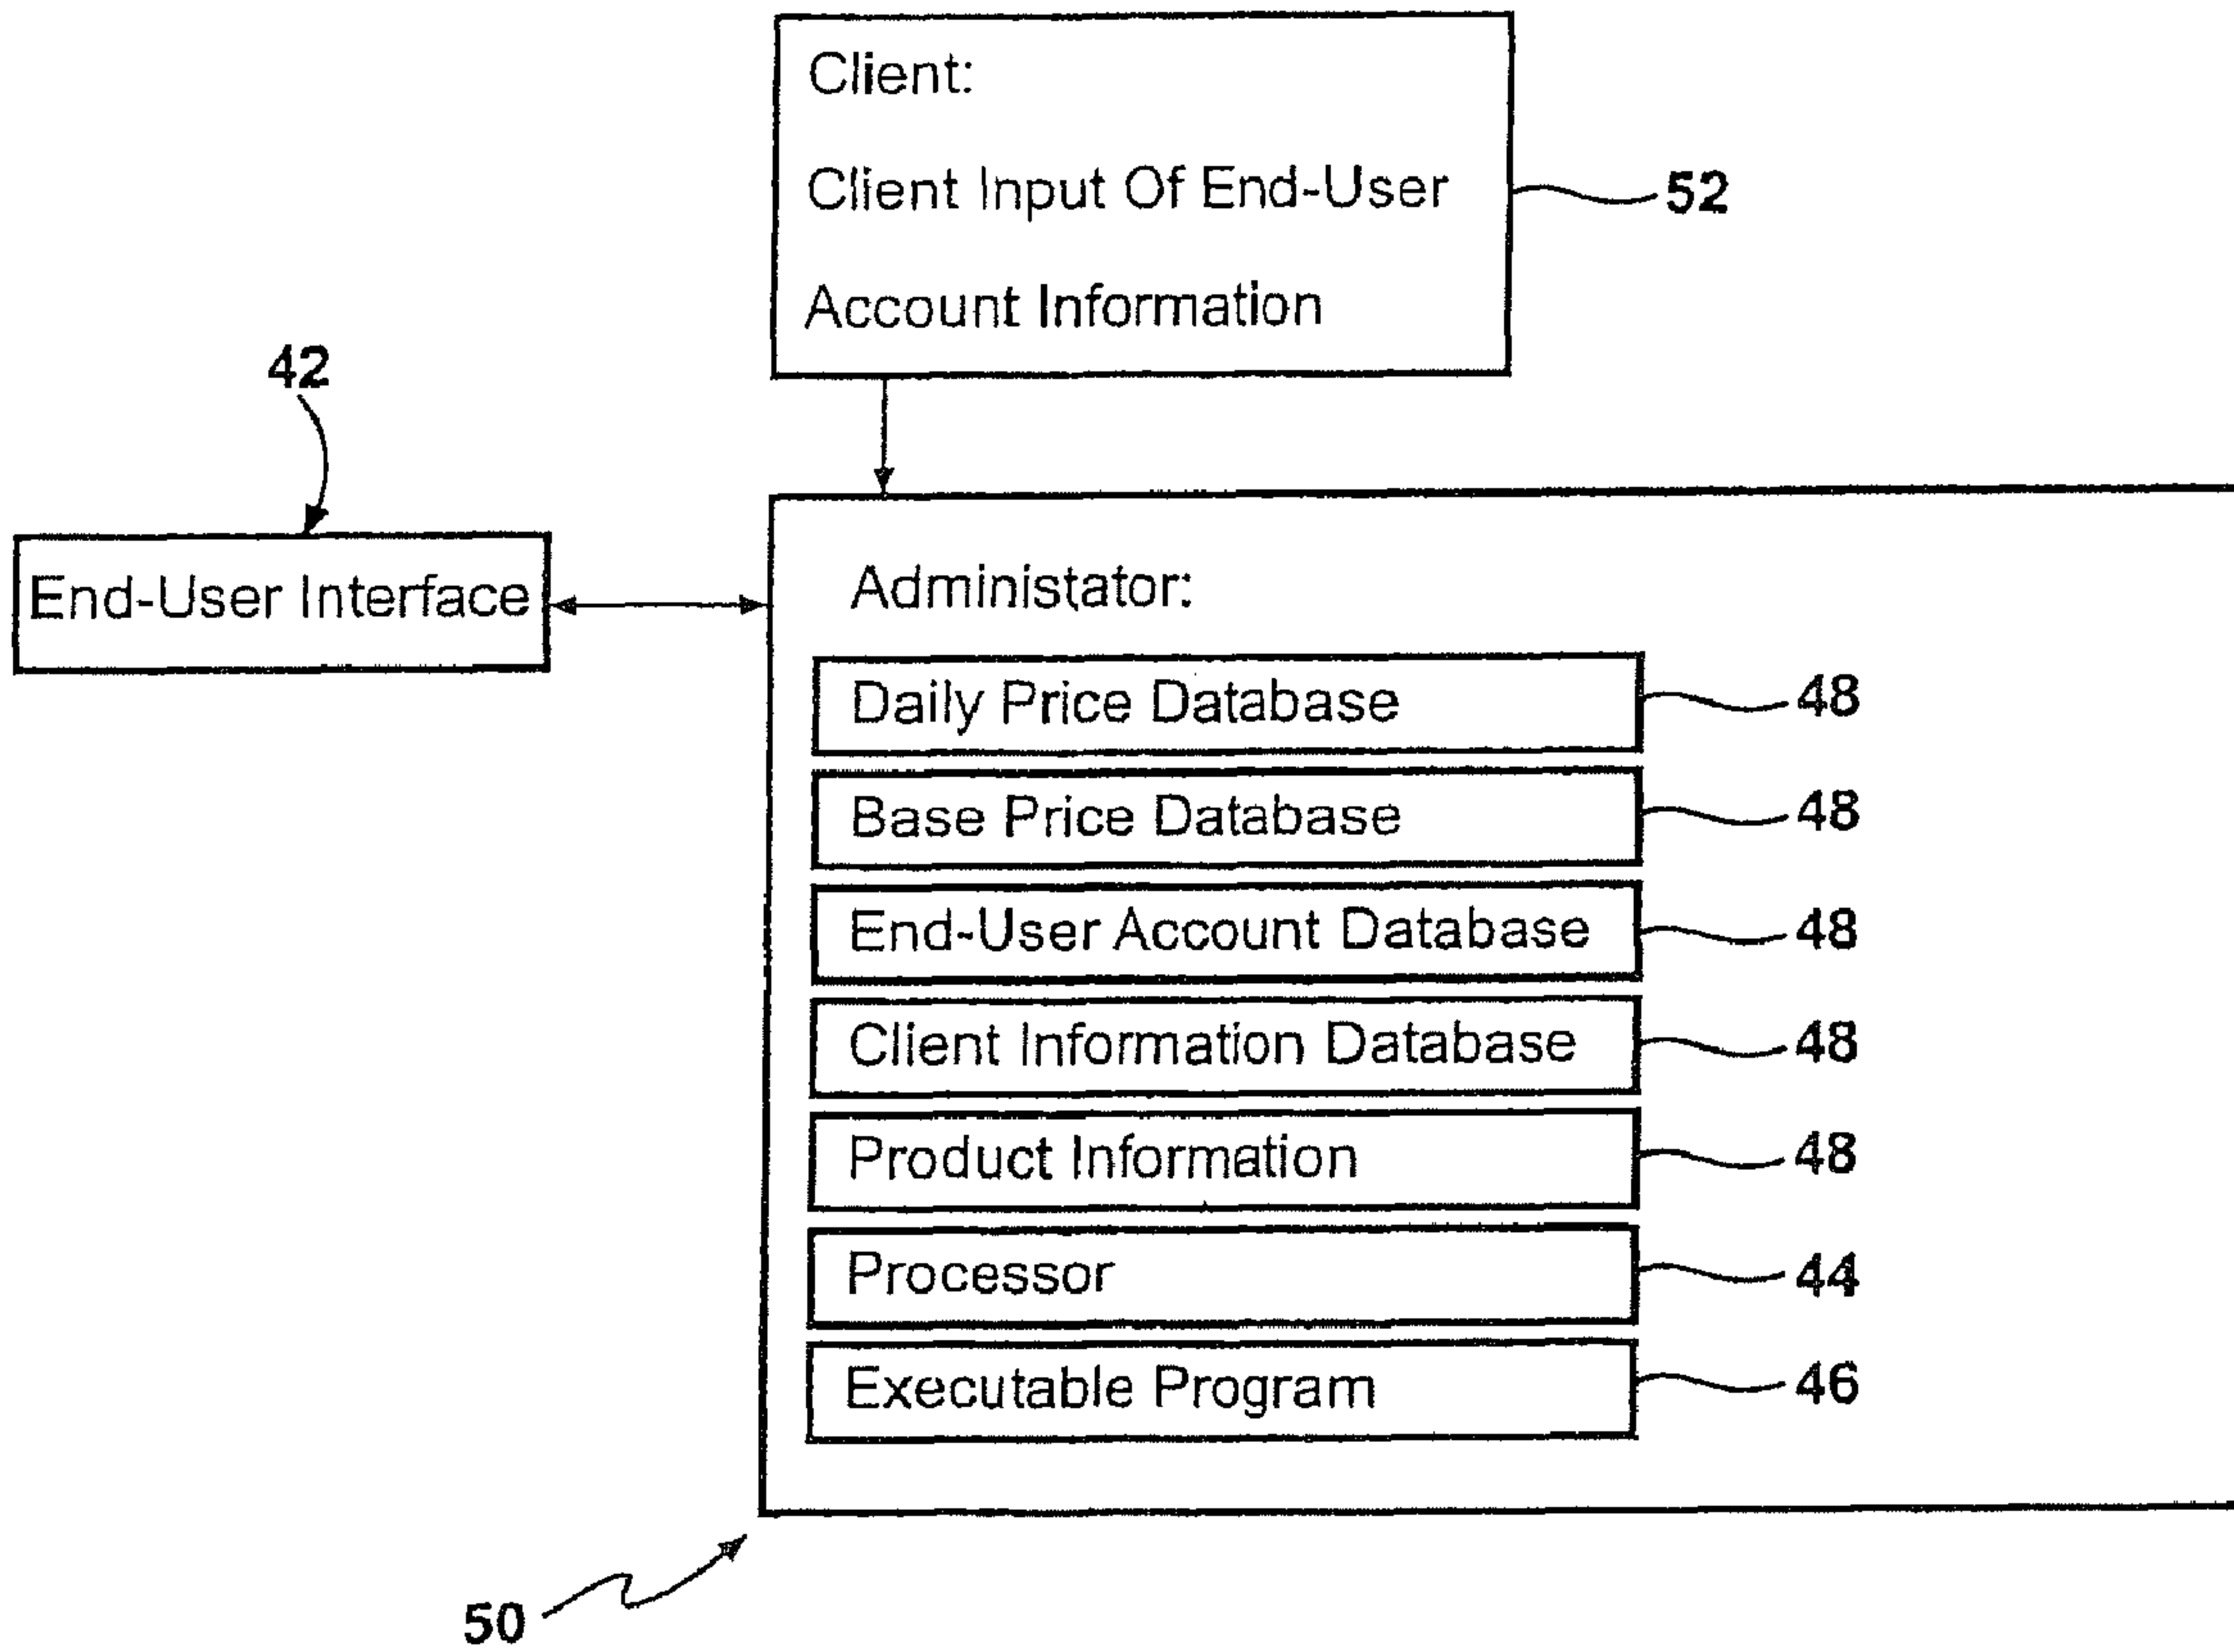 Client:
Client Input Of End-User
52
Account Information
42
End-User Interface
Administator:
Daily Price Database
48
Base Price Database
48
End-User Account Database
48
Client Information Database
48
Product Information
48
Processor
44
Executable Program
46
50